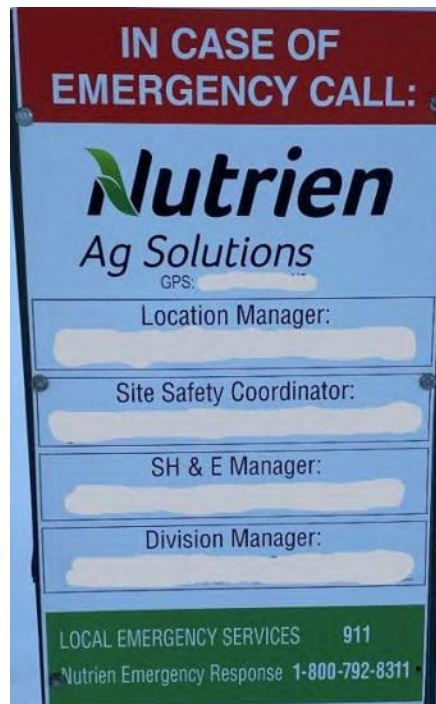 IN CASE OF
EMERGENCY CALL:
Nutrien
Ag Solutions
GPS:
Location Manager:
Site Safety Coordinator:
SH & E Manager:
Division Manager:
LOCAL EMERGENCY SERVICES 911
Nutrien Emergency Response 1-800-792-8311